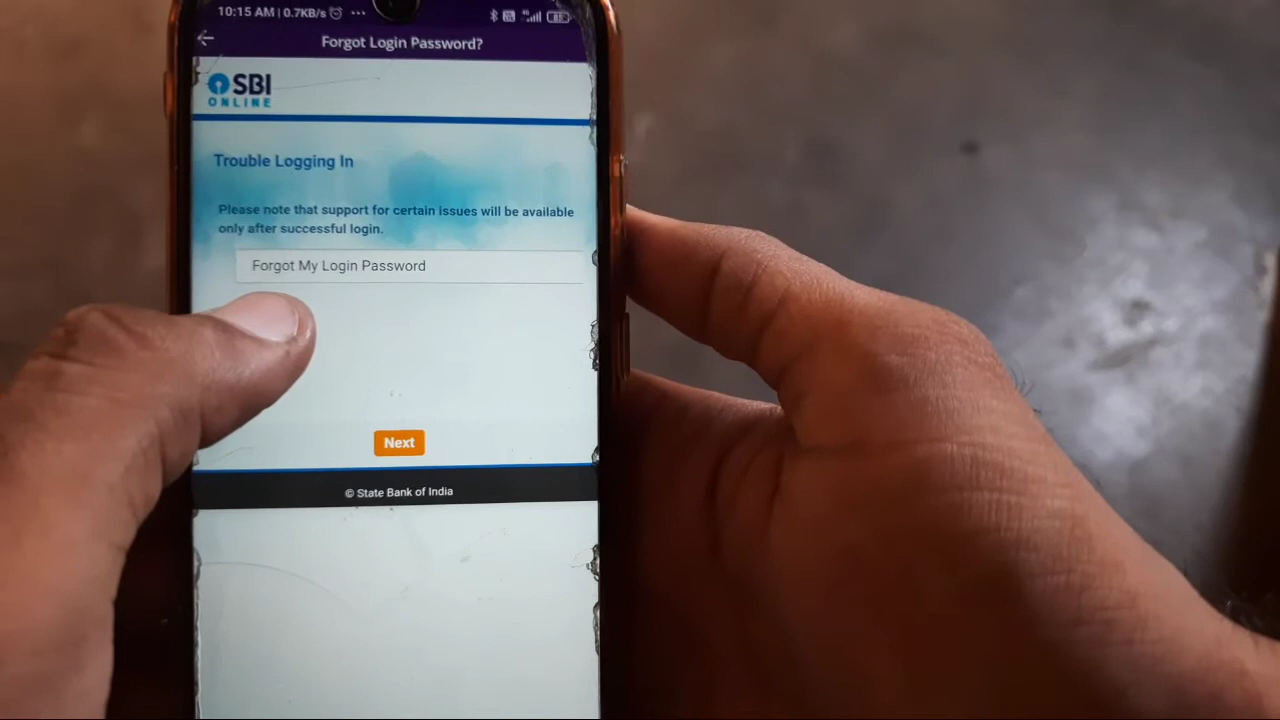 10:15 AM | 0.7KB/s ...
Forgot Login Password?
SBI
ONLINE
Trouble Logging In
Please note that support for certain issues will be available
only after successful login.
Forgot My Login Password
Next
© State Bank of India